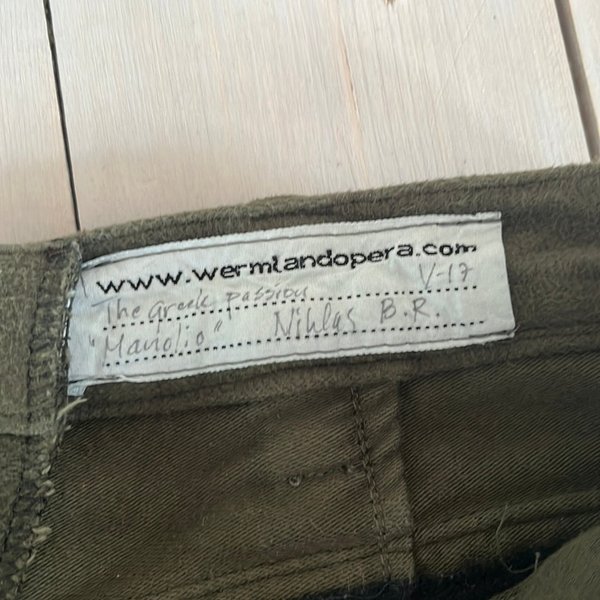 www.wermlandopera.com
The Greek passion V-17
"Manolio" Niklas B.R.